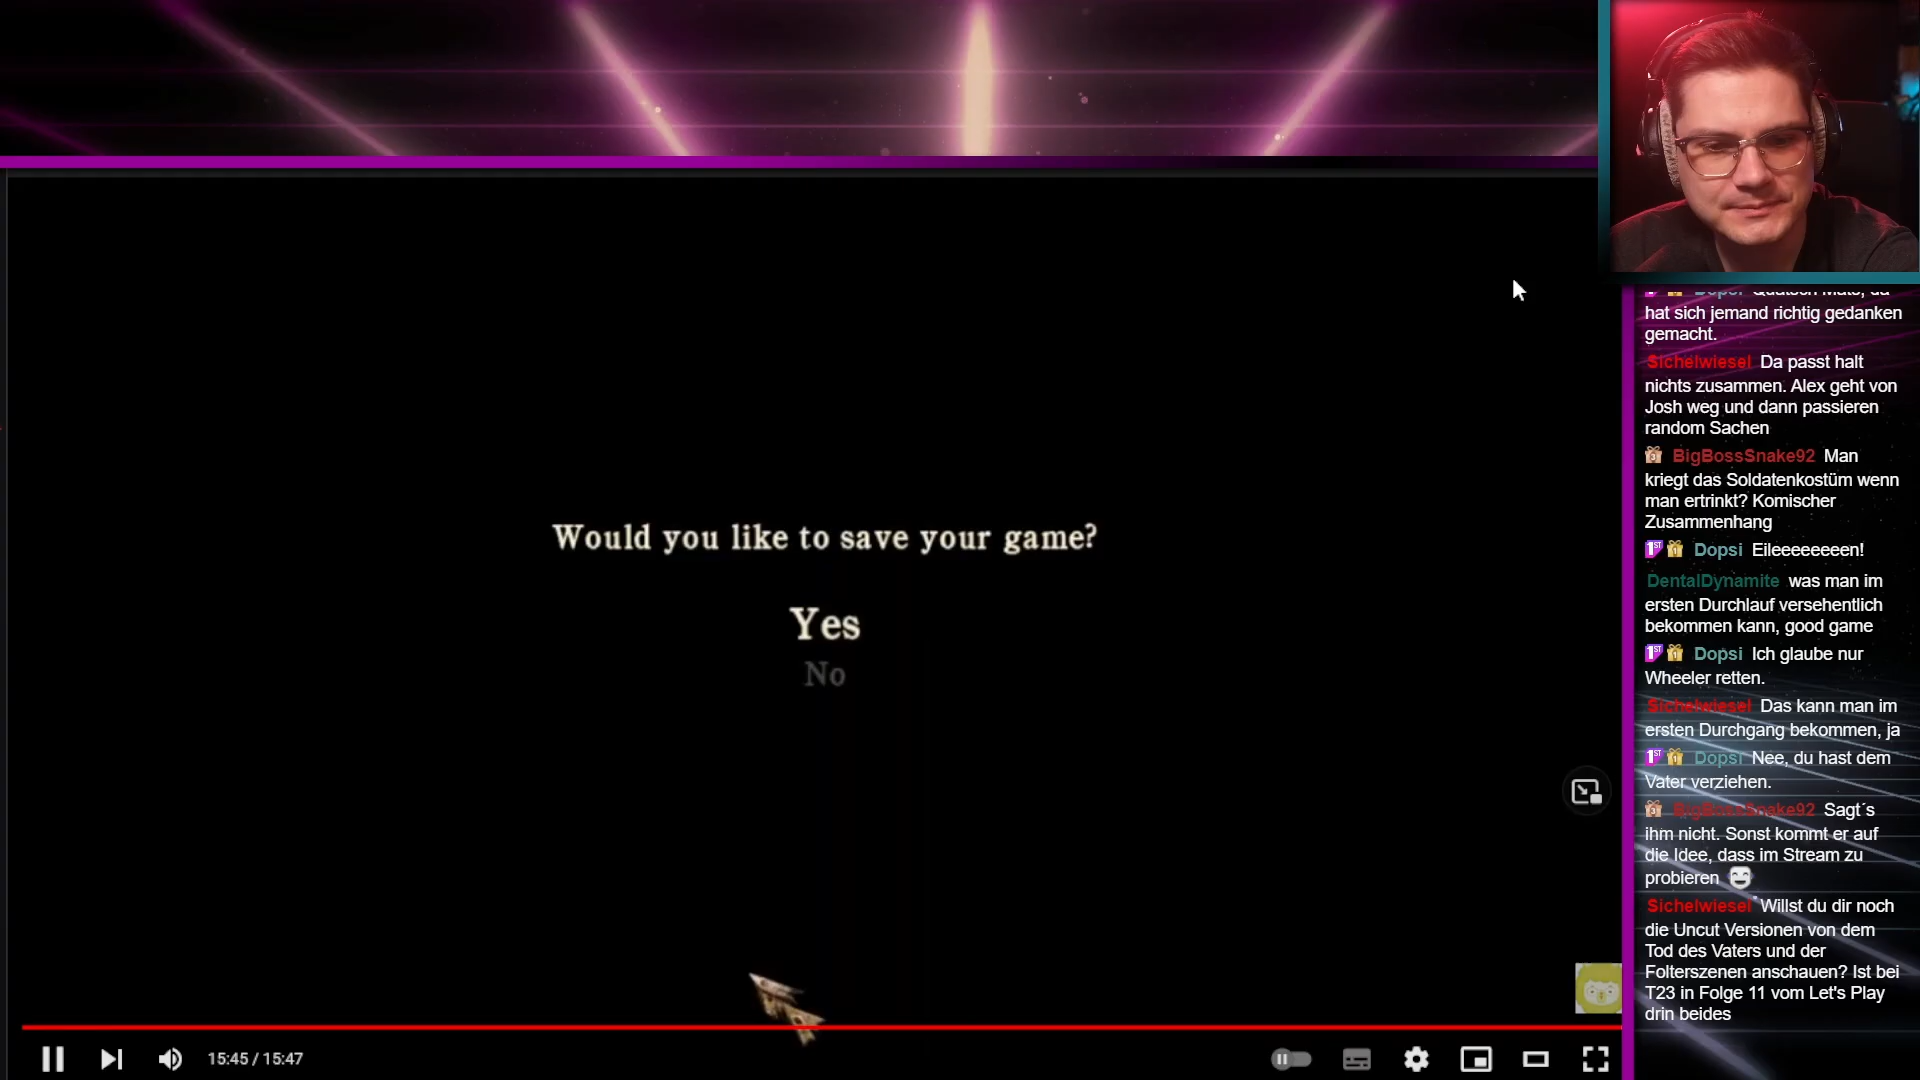 Would you like to save your game?
Yes
No
15:45 / 15:47
hat sich jemand richtig gedanken
gemacht.
Sichelwiesel Da passt halt
nichts zusammen. Alex geht von
Josh weg und dann passieren
random Sachen
BigBossSnake92 Man
kriegt das Soldatenkostüm wenn
man ertrinkt? Komischer
Zusammenhang
1ST Dopsi Eileeeeeeeen!
DentalDynamite was man im
ersten Durchlauf versehentlich
bekommen kann, good game
1ST Dopsi Ich glaube nur
Wheeler retten.
Sichelwiesel Das kann man im
ersten Durchgang bekommen, ja
1ST Dopsi Nee, du hast dem
Vater verziehen.
BigBossSnake92 Sagt´s
ihm nicht. Sonst kommt er auf
die Idee, dass im Stream zu
probieren
Sichelwiesel Willst du dir noch
die Uncut Versionen von dem
Tod des Vaters und der
Folterszenen anschauen? Ist bei
T23 in Folge 11 vom Let's Play
drin beides